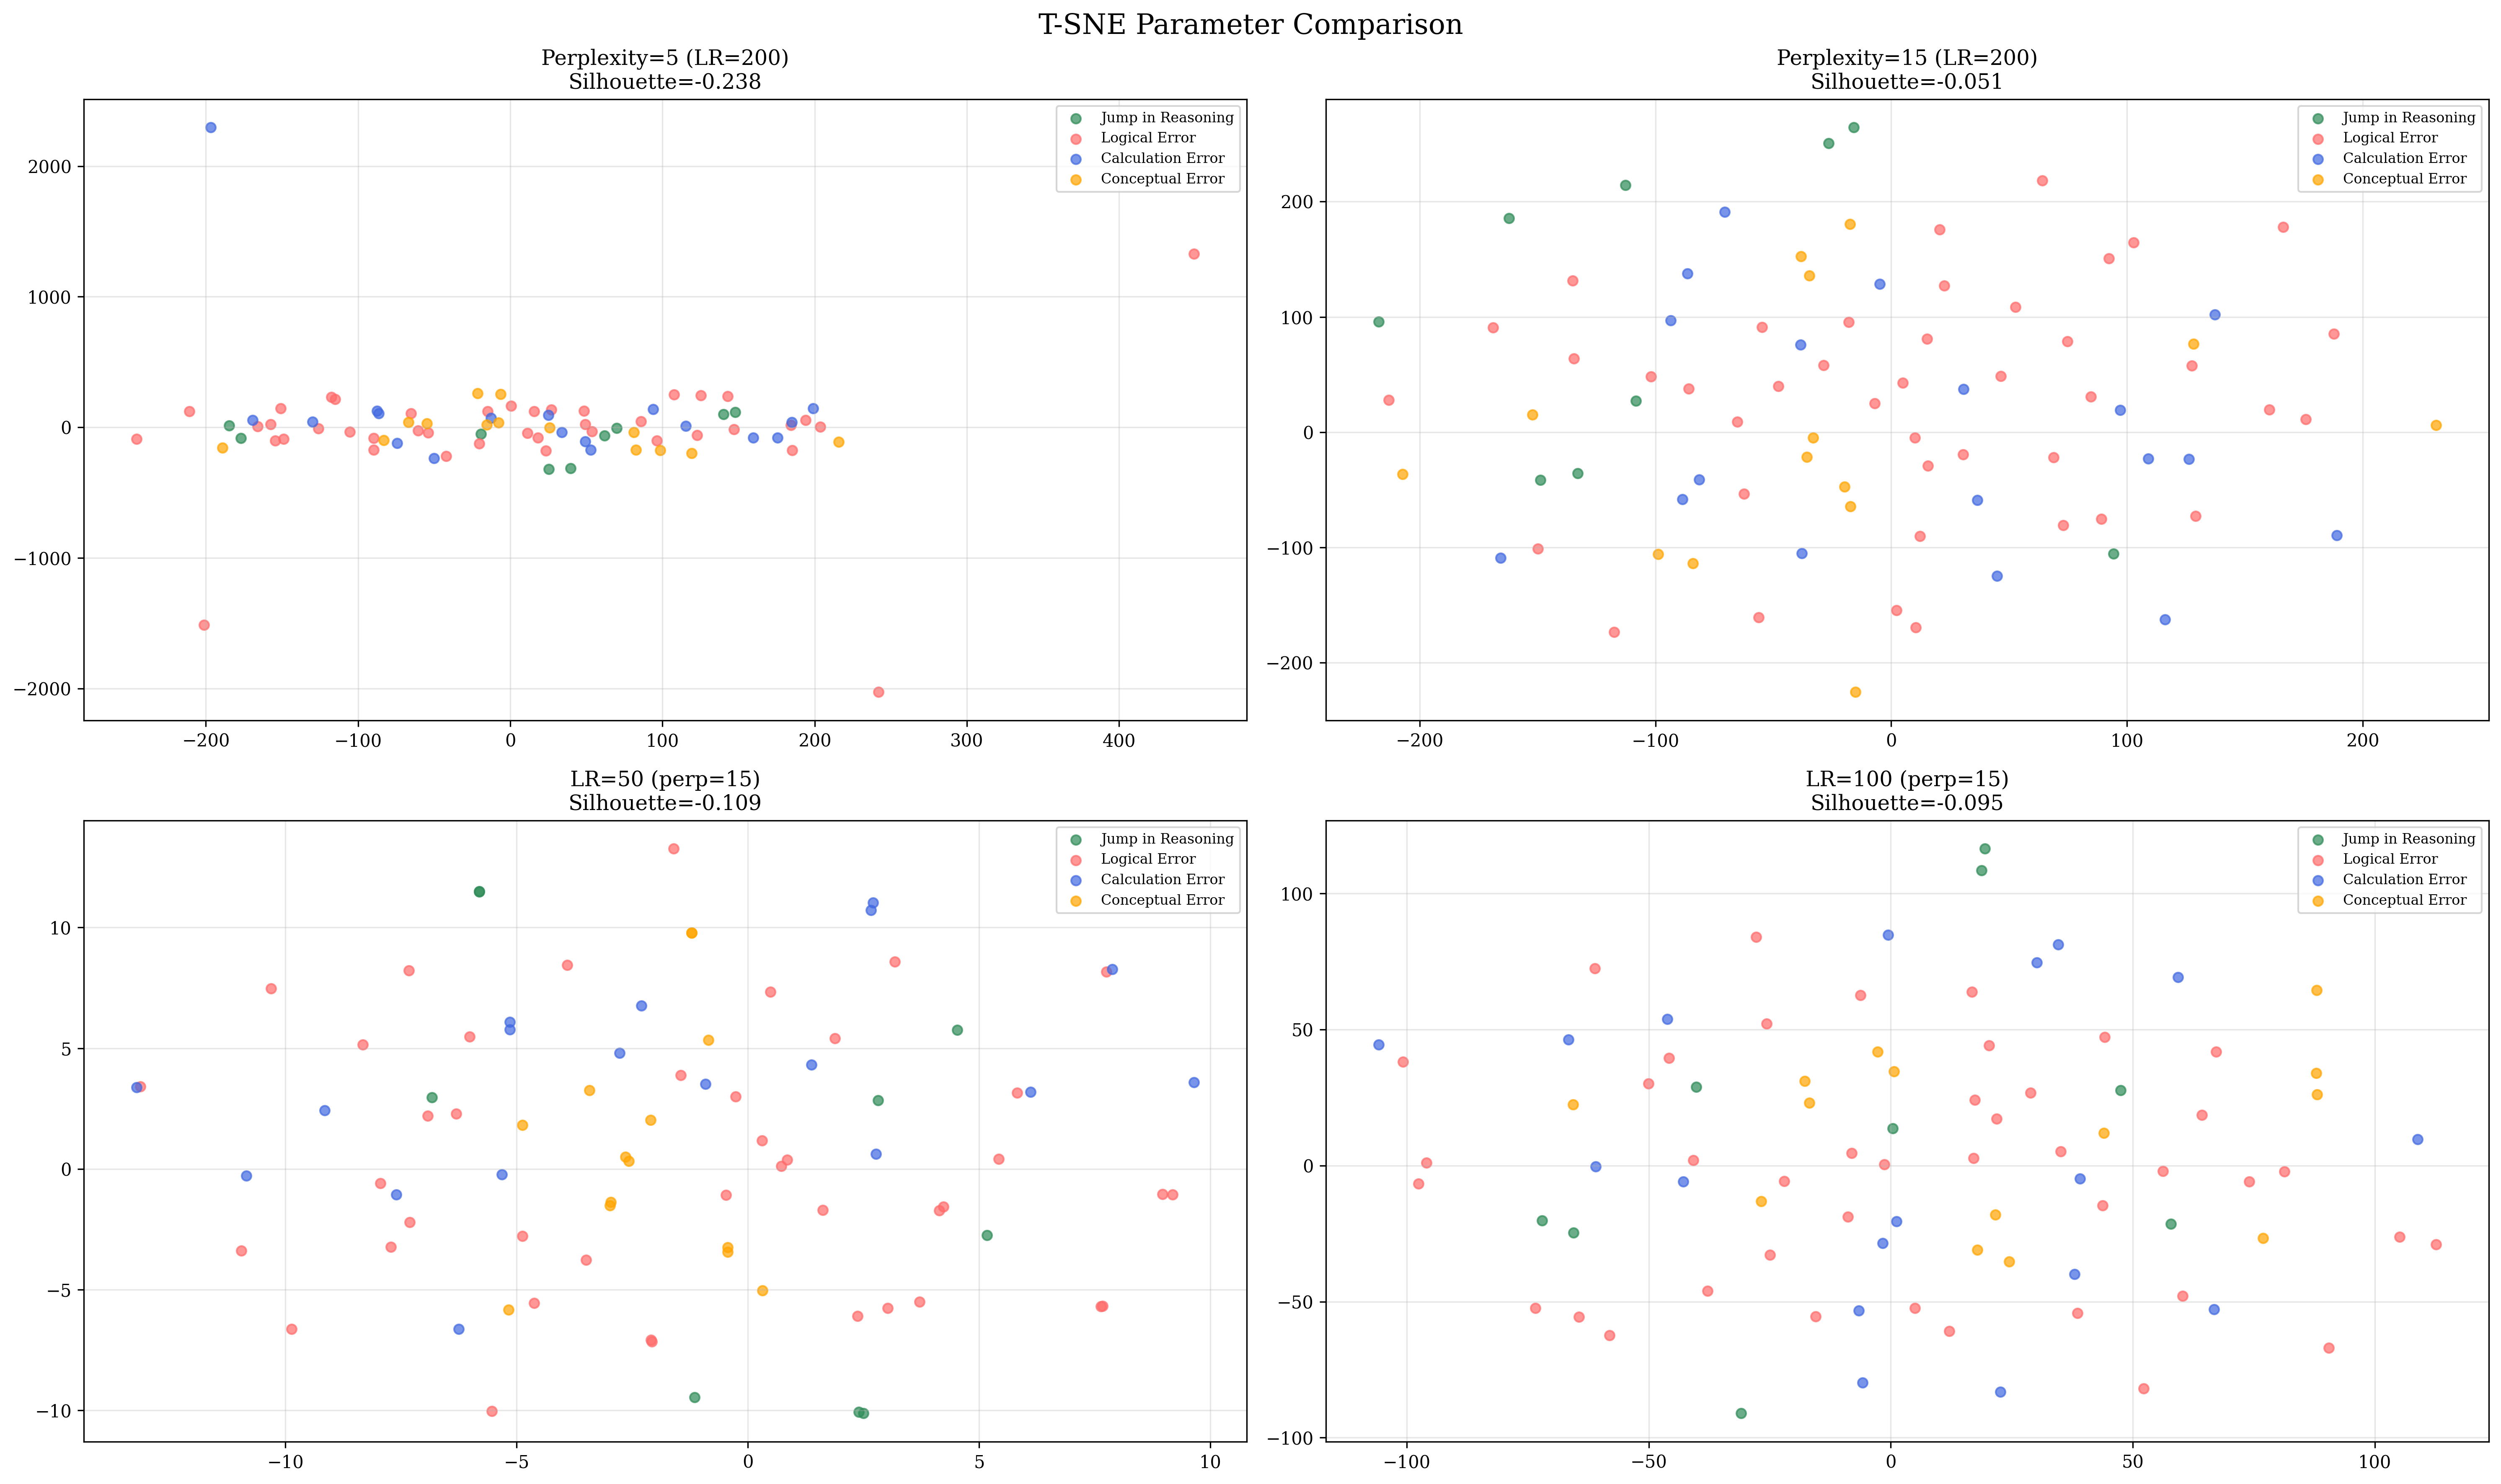 T-SNE Parameter Comparison
Perplexity=5 (LR=200)
Silhouette=-0.238
Jump in Reasoning
Logical Error
Calculation Error
Conceptual Error
2000
1000
0
−1000
−2000
−200 −100 0 100 200 300 400
Perplexity=15 (LR=200)
Silhouette=-0.051
Jump in Reasoning
Logical Error
Calculation Error
Conceptual Error
200
100
0
−100
−200
−200 −100 0 100 200
LR=50 (perp=15)
Silhouette=-0.109
Jump in Reasoning
Logical Error
Calculation Error
Conceptual Error
10
5
0
−5
−10
−10 −5 0 5 10
LR=100 (perp=15)
Silhouette=-0.095
Jump in Reasoning
Logical Error
Calculation Error
Conceptual Error
100
50
0
−50
−100
−100 −50 0 50 100